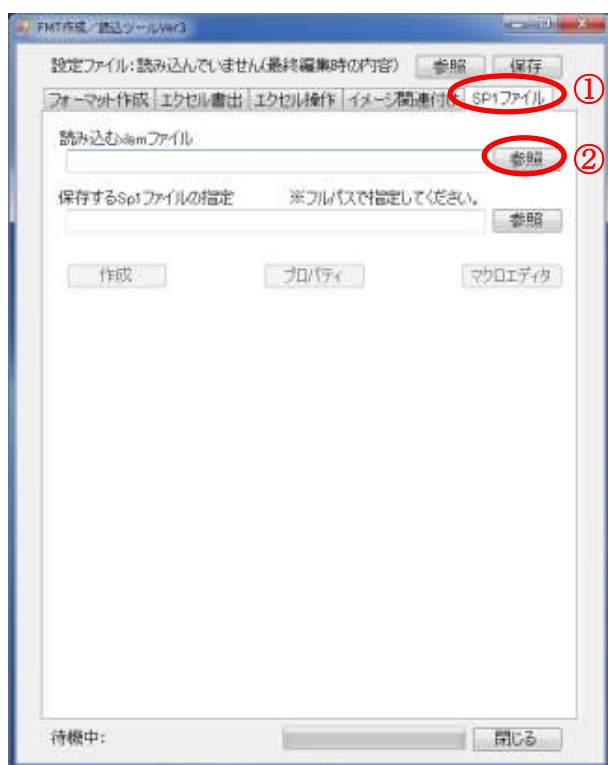 FMT作成／読込ツールVer3
設定ファイル:読み込んでいません(最終編集時の内容) 参照 保存
フォーマット作成 エクセル書出 エクセル操作 イメージ関連付け SP1ファイル ①
読み込むxlsmファイル
参照 ②
保存するSp1ファイルの指定 ※フルパスで指定してください。
参照
作成 プロパティ マクロエディタ
待機中: 閉じる